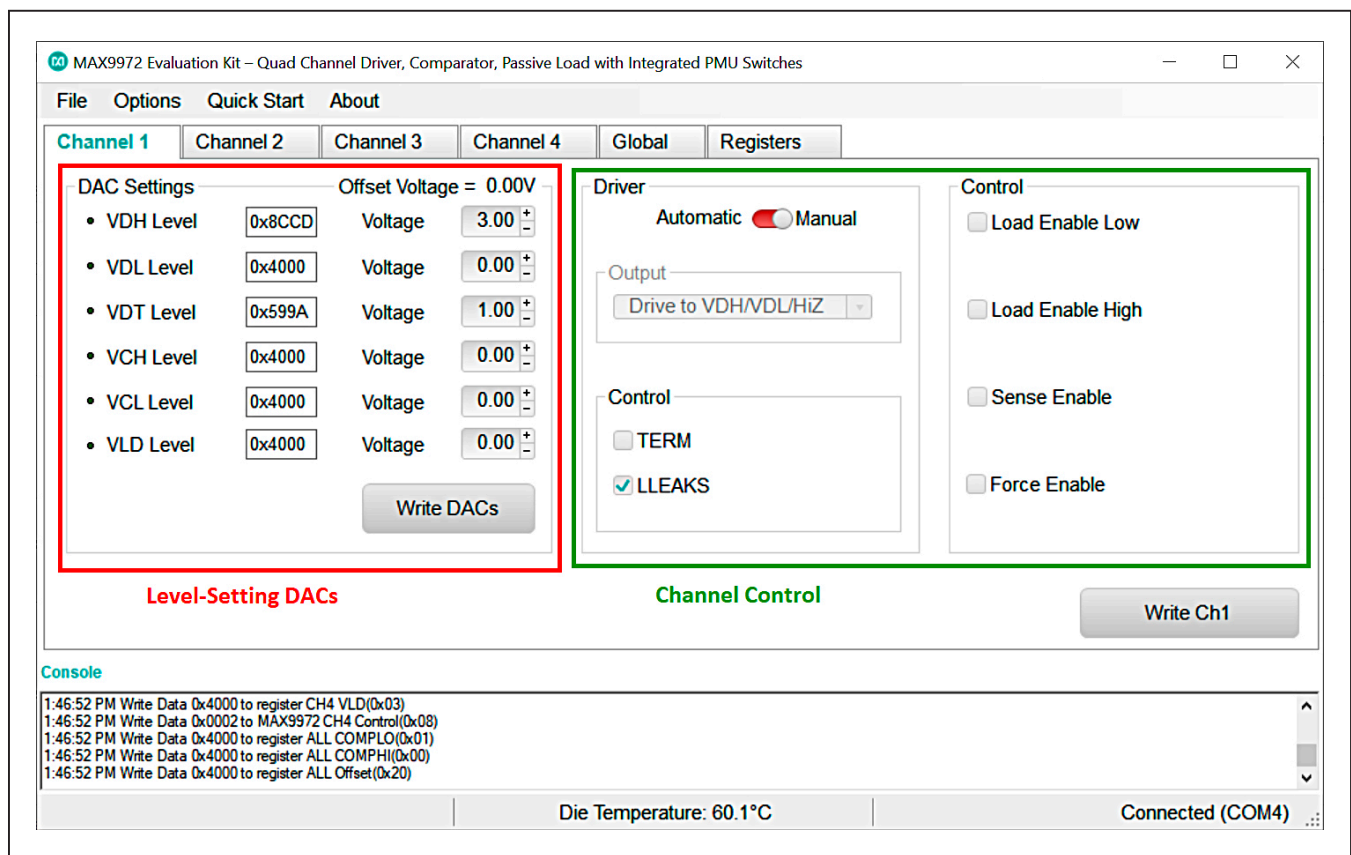 MAX9972 Evaluation Kit – Quad Channel Driver, Comparator, Passive Load with Integrated PMU Switches
File Options Quick Start About
Channel 1 Channel 2 Channel 3 Channel 4 Global Registers
DAC Settings Offset Voltage = 0.00V
• VDH Level 0x8CCD Voltage 3.00 + -
• VDL Level 0x4000 Voltage 0.00 + -
• VDT Level 0x599A Voltage 1.00 + -
• VCH Level 0x4000 Voltage 0.00 + -
• VCL Level 0x4000 Voltage 0.00 + -
• VLD Level 0x4000 Voltage 0.00 + -
Write DACs
Level-Setting DACs
Driver
Automatic Manual
Output
Drive to VDH/VDL/HiZ
Control
TERM
LLEAKS
Control
Load Enable Low
Load Enable High
Sense Enable
Force Enable
Channel Control
Write Ch1
Console
1:46:52 PM Write Data 0x4000 to register CH4 VLD(0x03)
1:46:52 PM Write Data 0x0002 to MAX9972 CH4 Control(0x08)
1:46:52 PM Write Data 0x4000 to register ALL COMPLO(0x01)
1:46:52 PM Write Data 0x4000 to register ALL COMPHI(0x00)
1:46:52 PM Write Data 0x4000 to register ALL Offset(0x20)
Die Temperature: 60.1°C Connected (COM4)